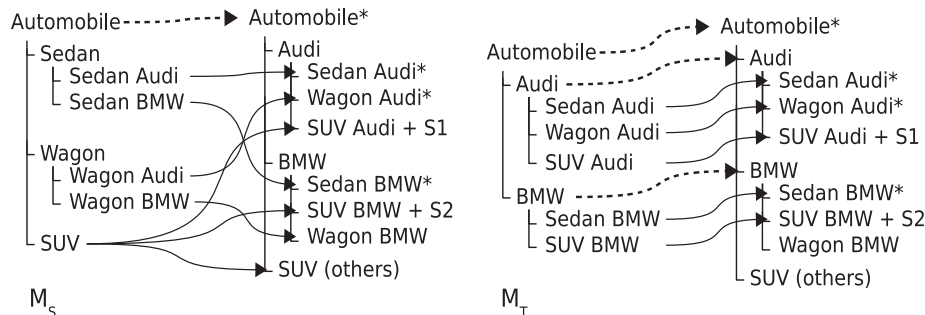 Automobile
Sedan
Sedan Audi
Sedan BMW
Wagon
Wagon Audi
Wagon BMW
SUV
M_S
Automobile*
Audi
Sedan Audi*
Wagon Audi*
SUV Audi + S1
BMW
Sedan BMW*
SUV BMW + S2
Wagon BMW
SUV (others)
Automobile
Audi
Sedan Audi
Wagon Audi
SUV Audi
BMW
Sedan BMW
SUV BMW
M_T
Automobile*
Audi
Sedan Audi*
Wagon Audi*
SUV Audi + S1
BMW
Sedan BMW*
SUV BMW + S2
Wagon BMW
SUV (others)